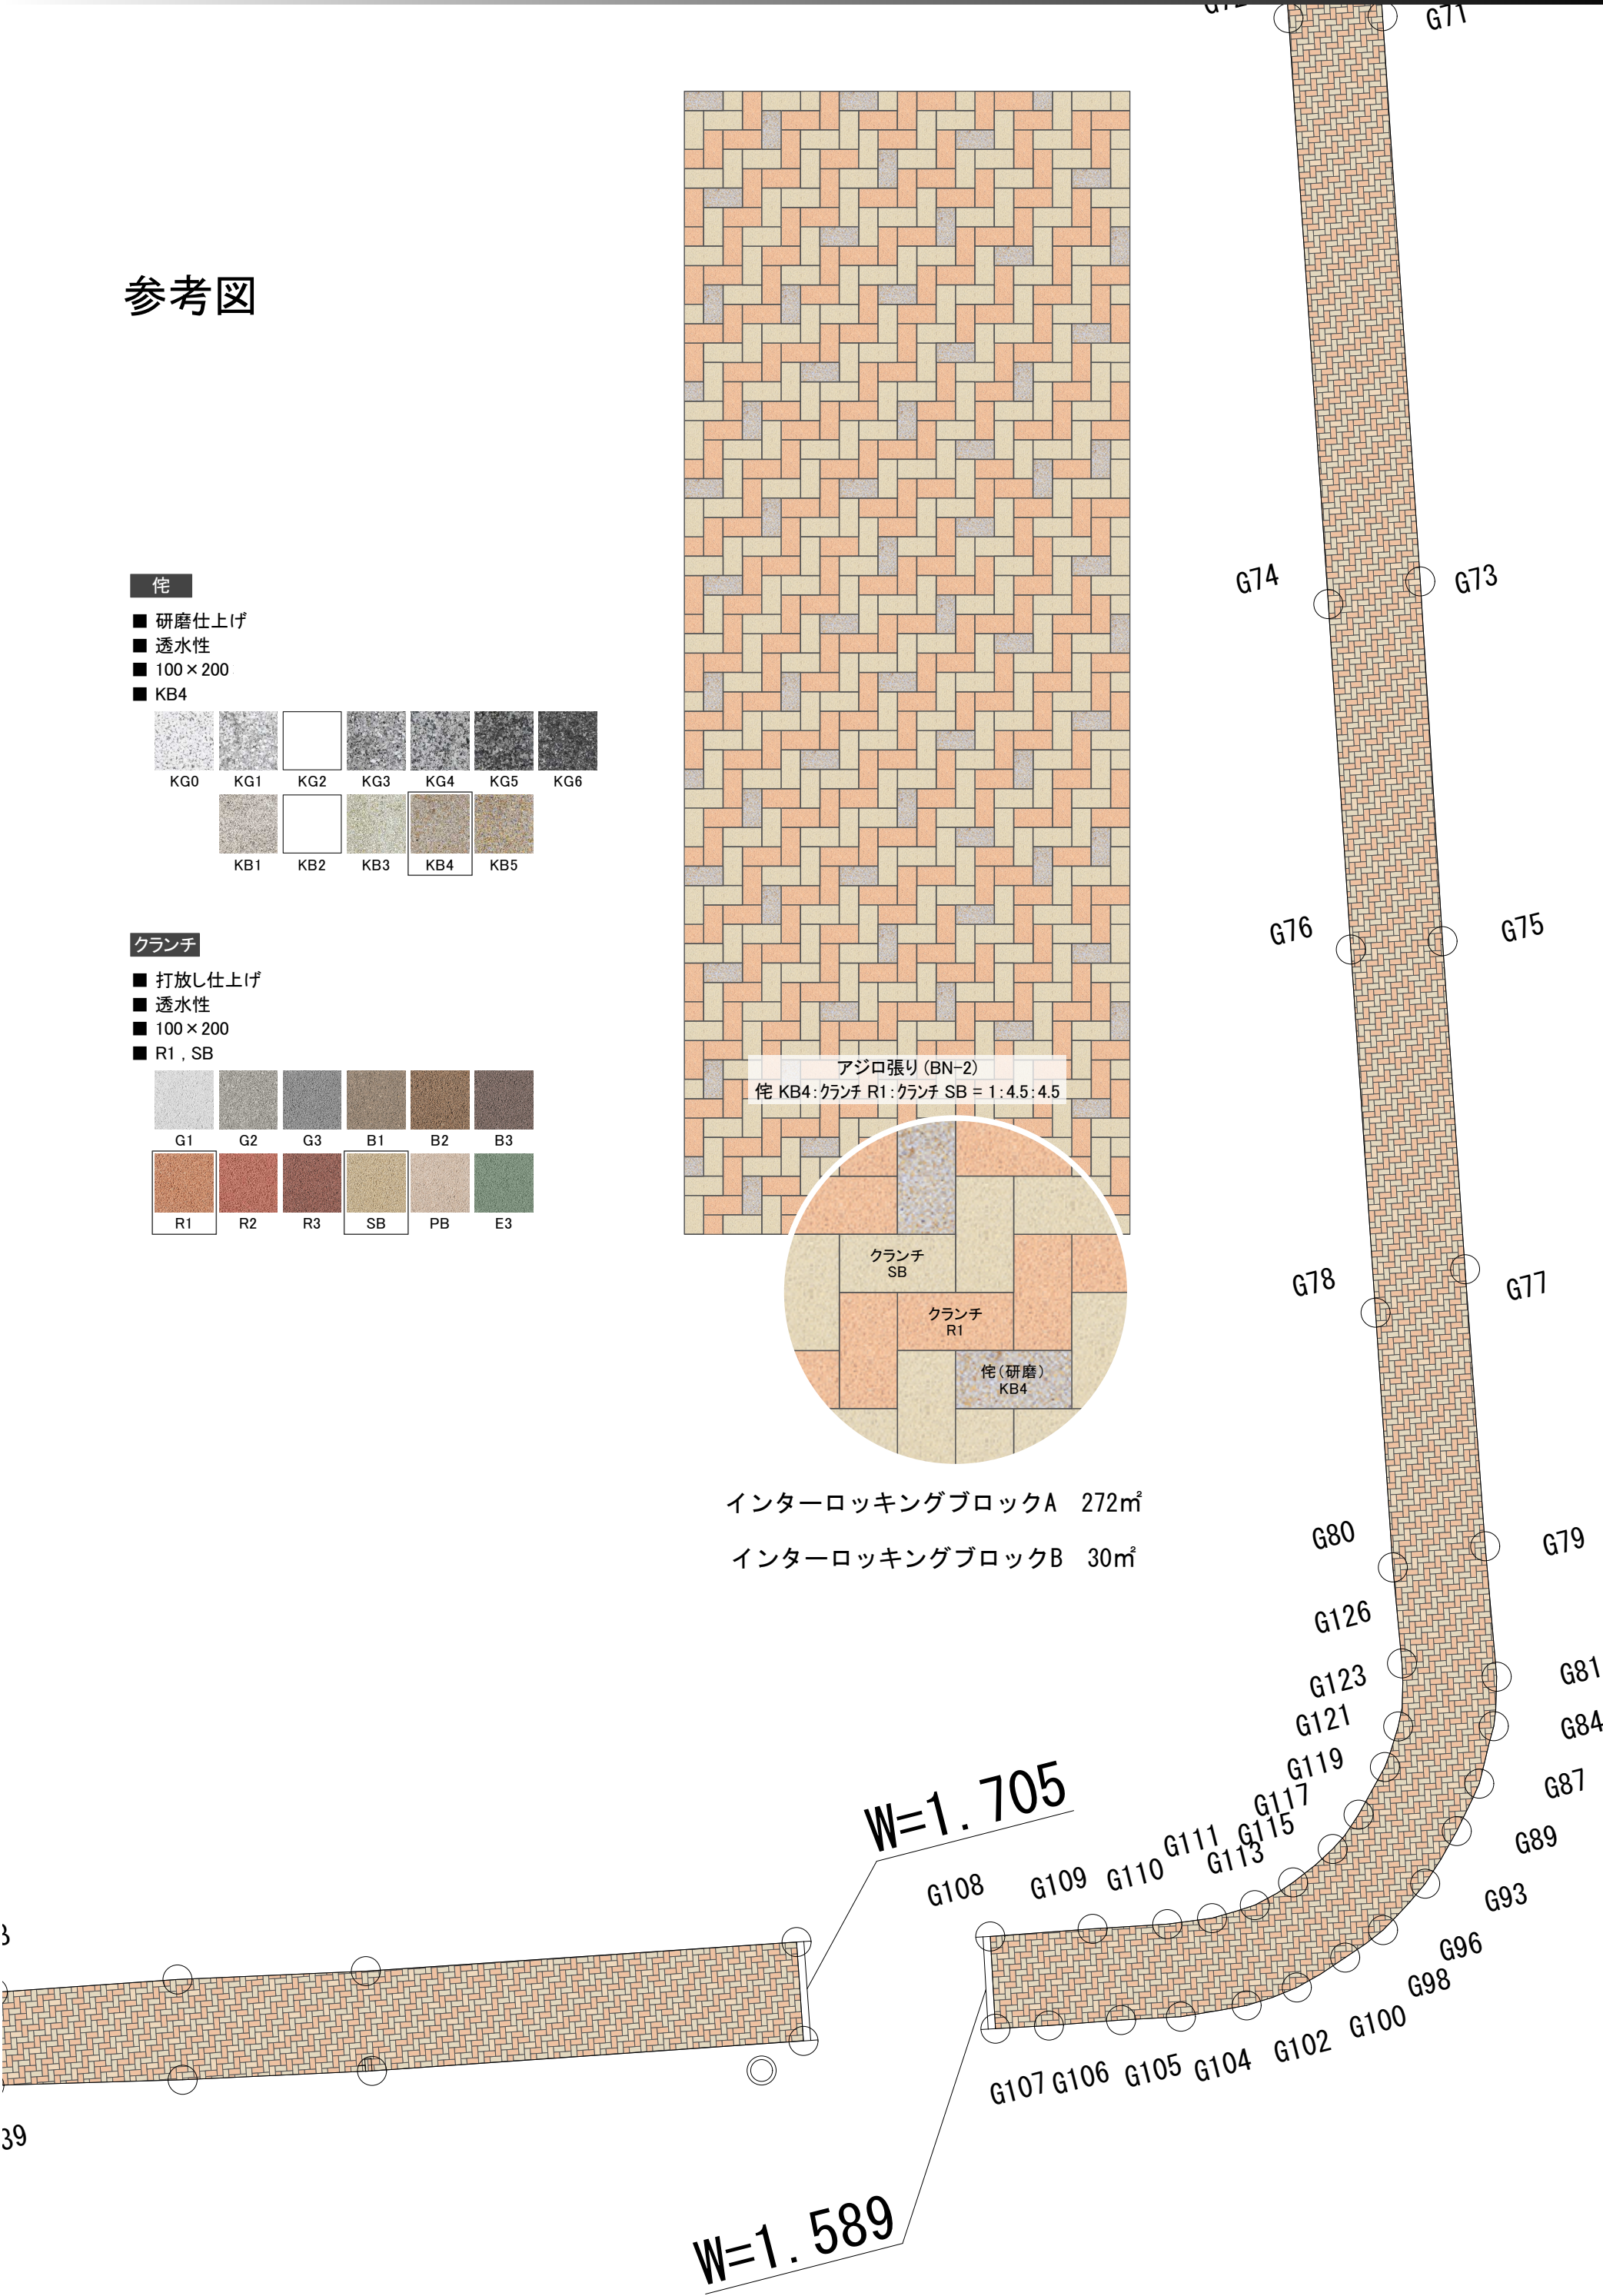 G71
参考図
侘
■ 研磨仕上げ
■ 透水性
■ 100×200
■ KB4
KG0 KG1 KG2 KG3 KG4 KG5 KG6
KB1 KB2 KB3 KB4 KB5
クランチ
■ 打放し仕上げ
■ 透水性
■ 100×200
■ R1 , SB
G1 G2 G3 B1 B2 B3
R1 R2 R3 SB PB E3
アジロ張り(BN-2)
侘 KB4:クランチ R1:クランチ SB = 1:4.5:4.5
クランチ
SB
クランチ
R1
侘(研磨)
KB4
インターロッキングブロックA 272㎡
インターロッキングブロックB 30㎡
G74
G73
G76
G75
G78
G77
G80
G79
G126
G123
G81
G121
G84
G119
G87
G117
G115
G89
G111
G113
G110
G109
G108
G93
G96
G98
G100
G102
G104
G105
G106
G107
W=1.705
W=1.589
39